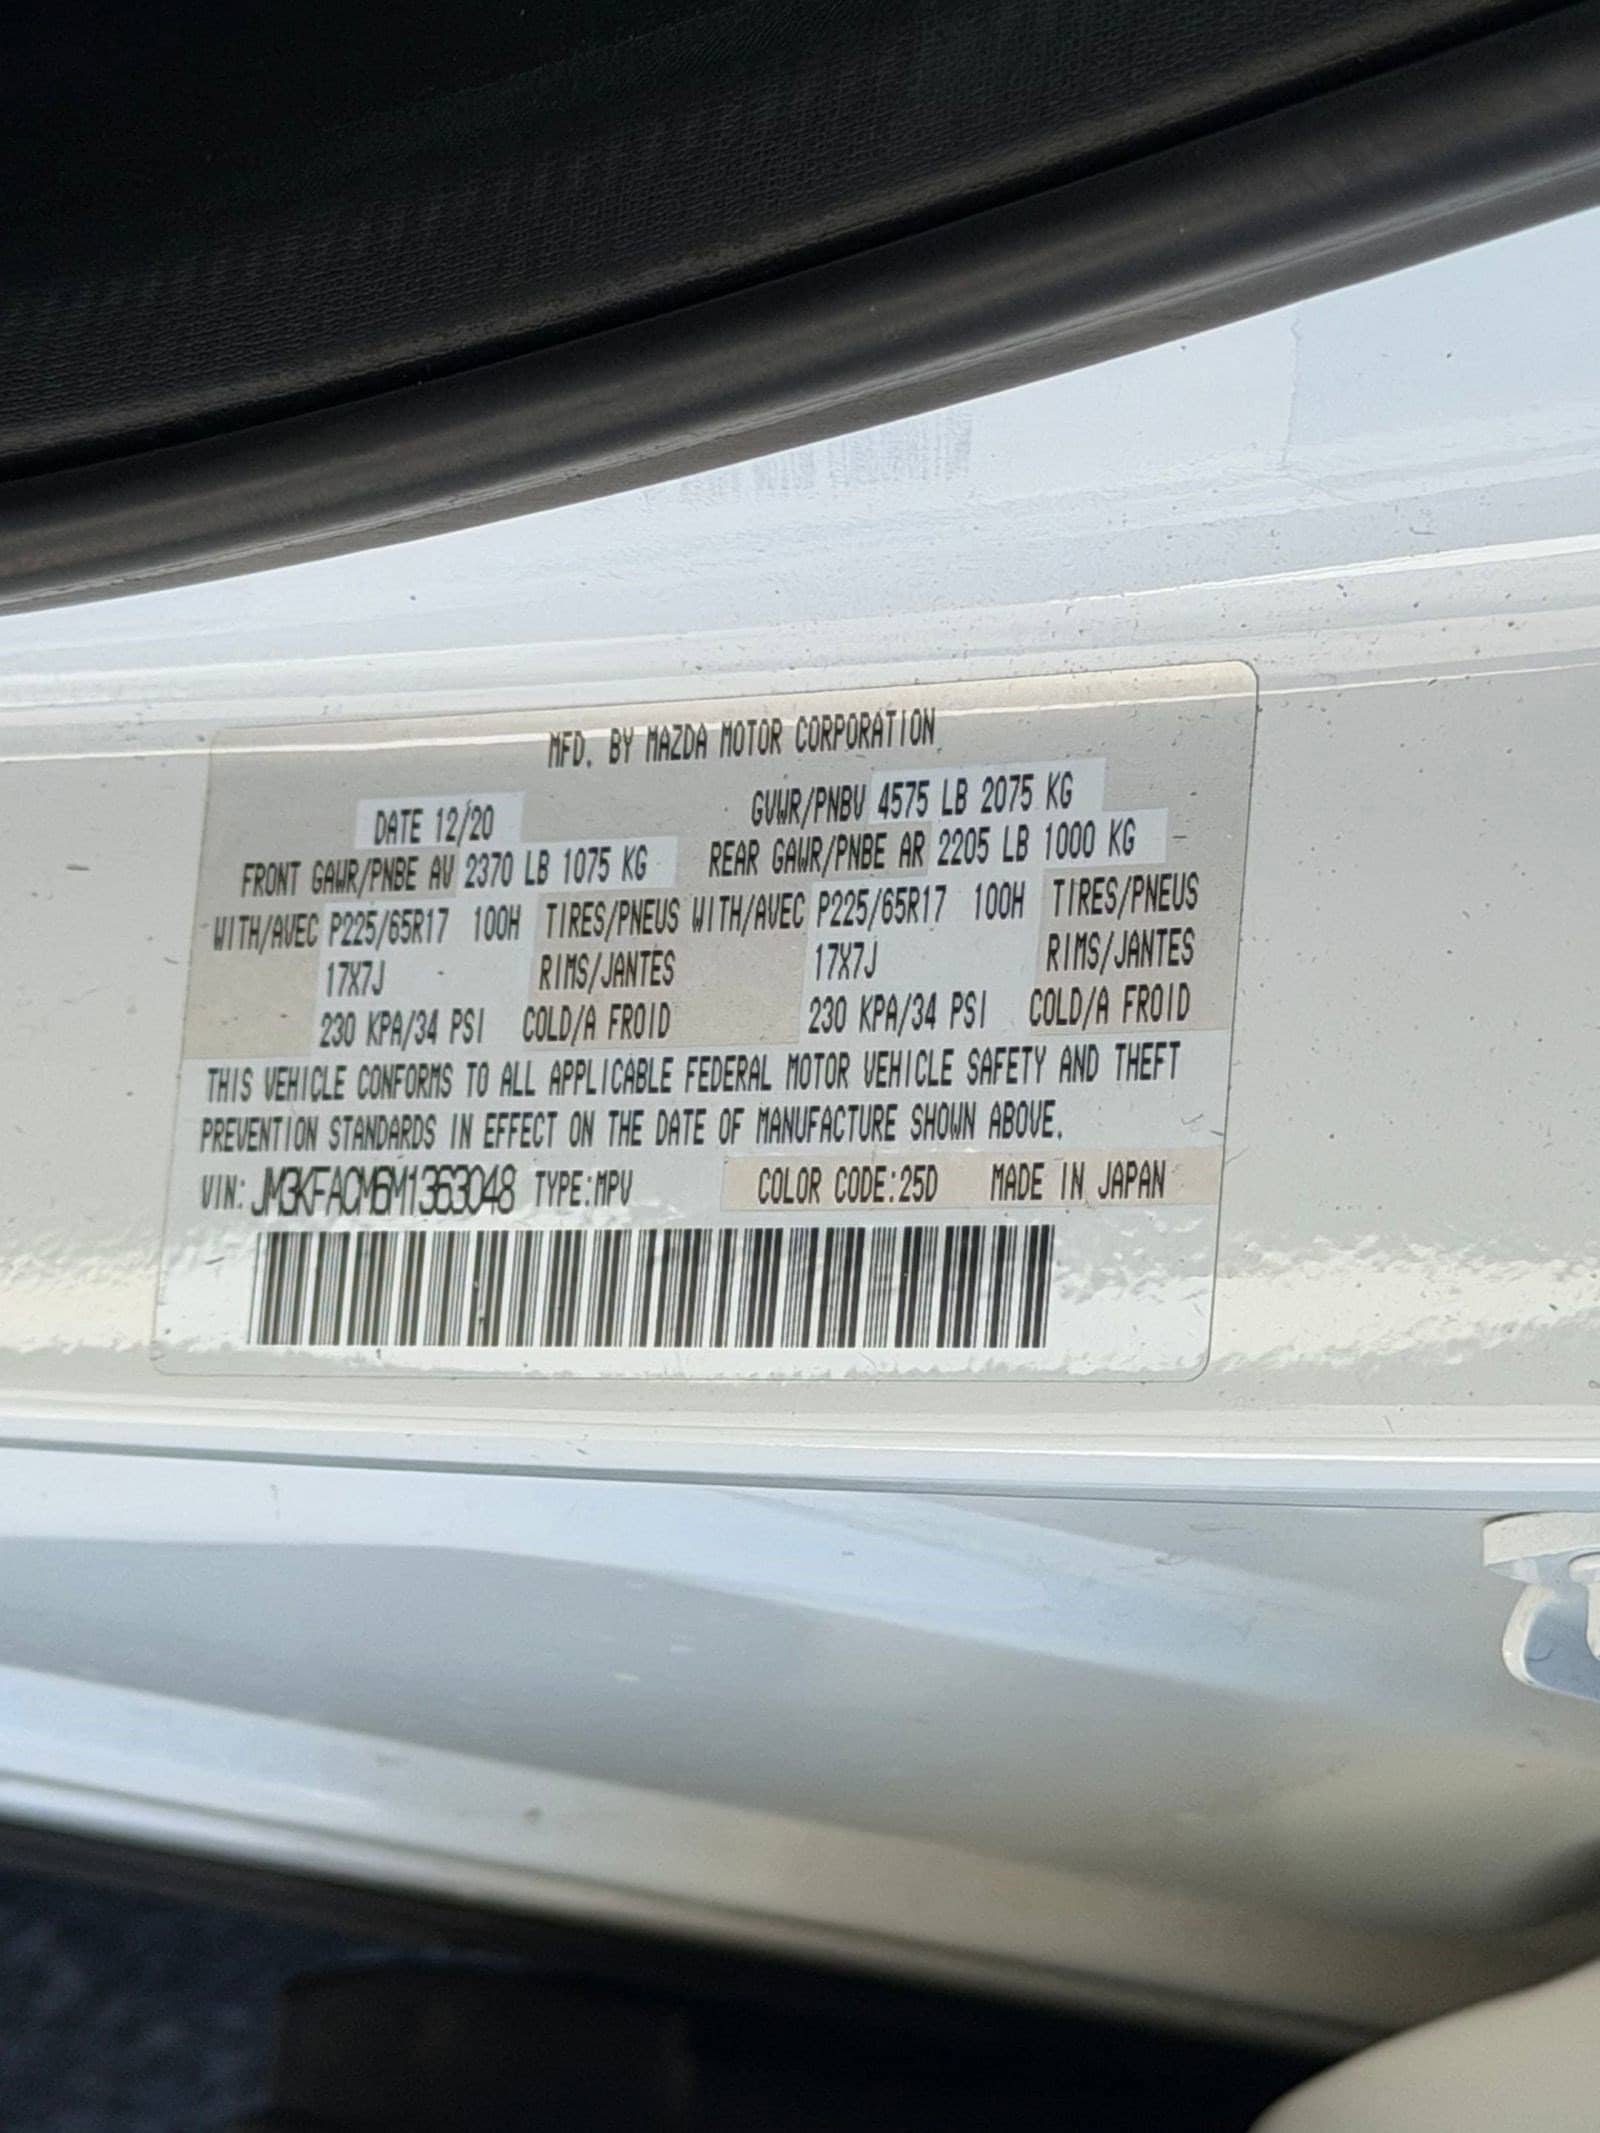 MFD. BY MAZDA MOTOR CORPORATION
DATE 12/20 GVWR/PNBV 4575 LB 2075 KG
FRONT GAWR/PNBE AV 2370 LB 1075 KG REAR GAWR/PNBE AR 2205 LB 1000 KG
WITH/AVEC P225/65R17 100H TIRES/PNEUS WITH/AVEC P225/65R17 100H TIRES/PNEUS
17X7J RIMS/JANTES 17X7J RIMS/JANTES
230 KPA/34 PSI COLD/A FROID 230 KPA/34 PSI COLD/A FROID
THIS VEHICLE CONFORMS TO ALL APPLICABLE FEDERAL MOTOR VEHICLE SAFETY AND THEFT
PREVENTION STANDARDS IN EFFECT ON THE DATE OF MANUFACTURE SHOWN ABOVE.
VIN: JM3KFACM6M1363048 TYPE:MPV COLOR CODE:25D MADE IN JAPAN